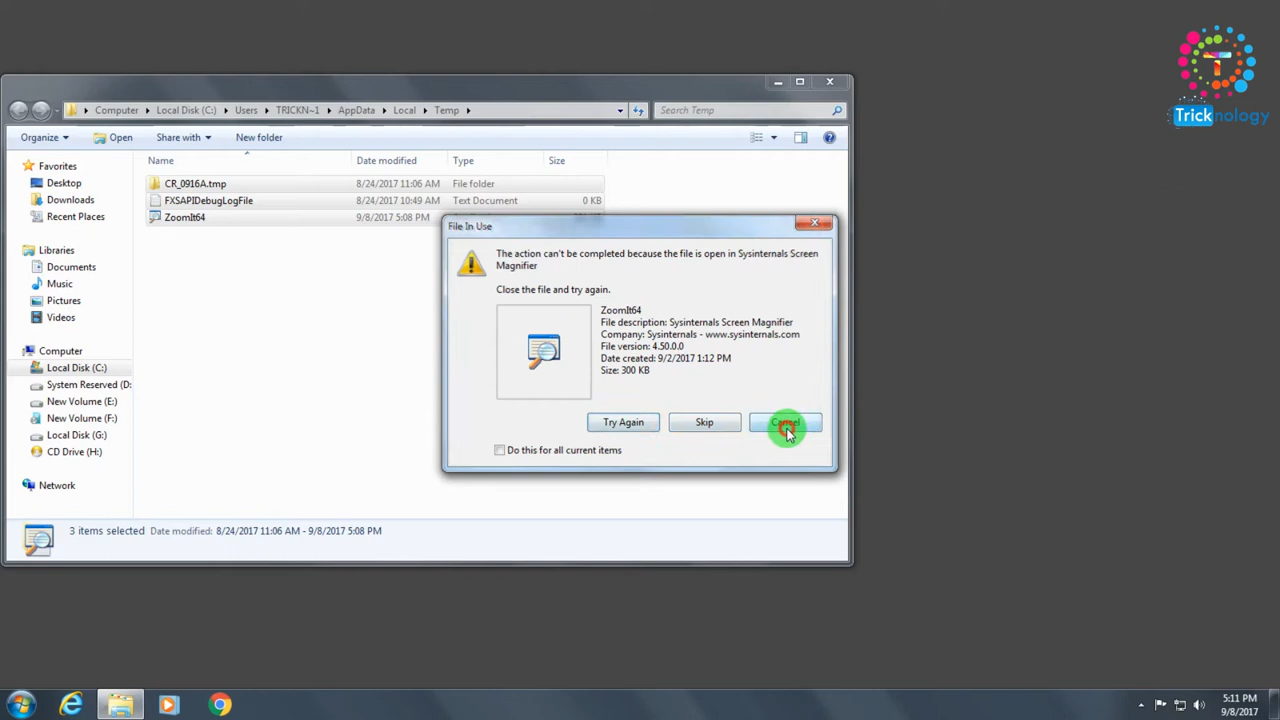 Tricknology
Computer Local Disk (C:) Users TRICKN~1 AppData Local Temp Search Temp
Organize Open Share with New folder
Name Date modified Type Size
Favorites
Desktop
Downloads
Recent Places
Libraries
Documents
Music
Pictures
Videos
Computer
Local Disk (C:)
System Reserved (D:
New Volume (E:)
New Volume (F:)
Local Disk (G:)
CD Drive (H:)
Network
CR_0916A.tmp 8/24/2017 11:06 AM File folder
FXSAPIDebugLogFile 8/24/2017 10:49 AM Text Document 0 KB
ZoomIt64 9/8/2017 5:08 PM
File In Use
The action can't be completed because the file is open in Sysinternals Screen
Magnifier
Close the file and try again.
ZoomIt64
File description: Sysinternals Screen Magnifier
Company: Sysinternals - www.sysinternals.com
File version: 4.50.0.0
Date created: 9/2/2017 1:12 PM
Size: 300 KB
Try Again Skip Cancel
Do this for all current items
3 items selected Date modified: 8/24/2017 11:06 AM - 9/8/2017 5:08 PM
5:11 PM
9/8/2017